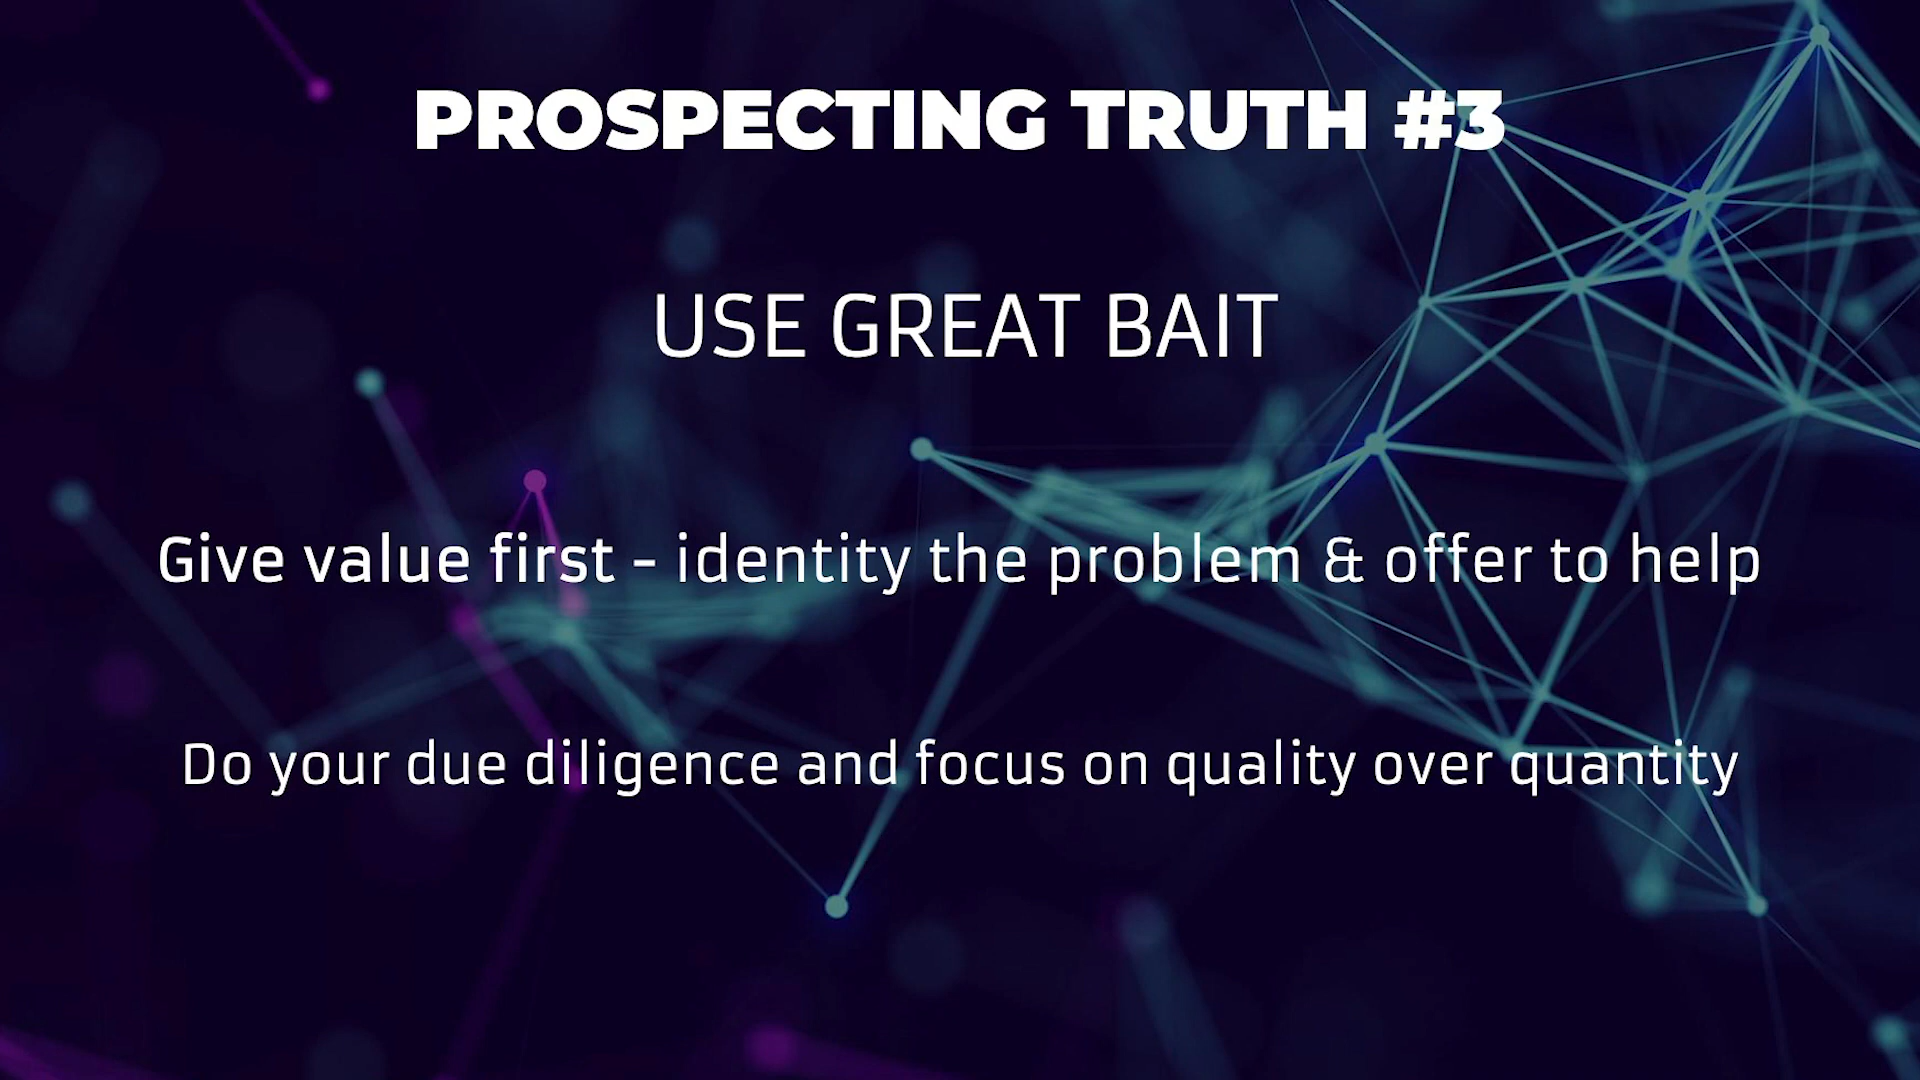 PROSPECTING TRUTH #3
USE GREAT BAIT
Give value first - identity the problem & offer to help
Do your due diligence and focus on quality over quantity